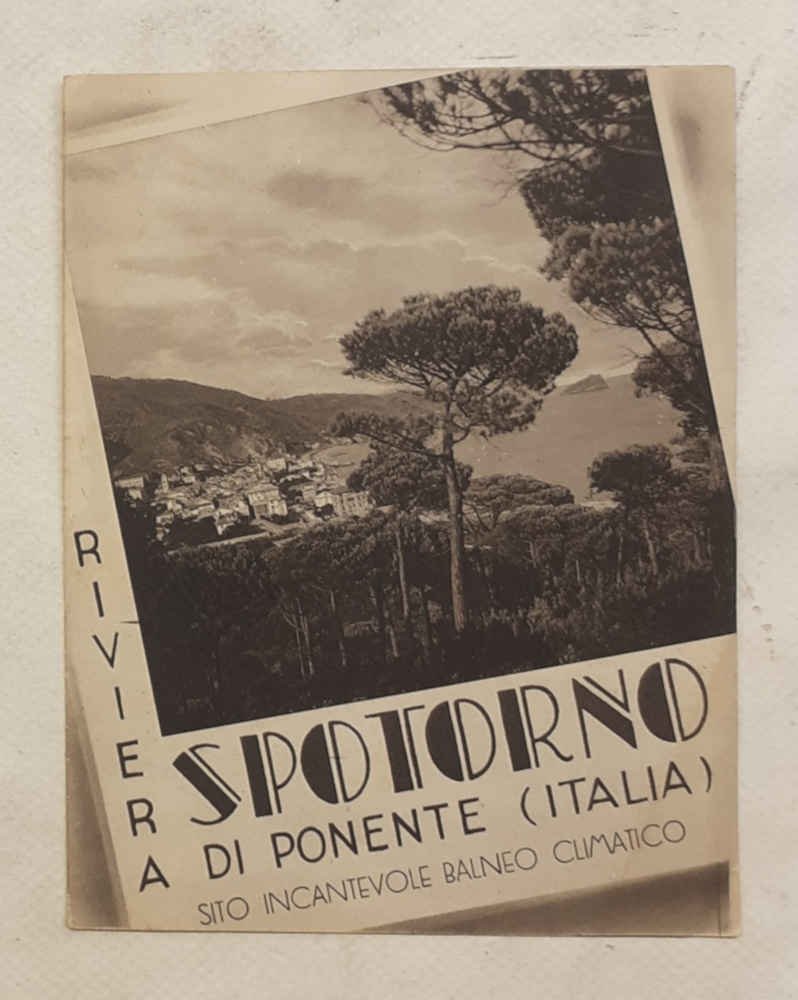 SPOTORNO
RIVIERA
DI PONENTE (ITALIA)
SITO INCANTEVOLE BALNEO CLIMATICO